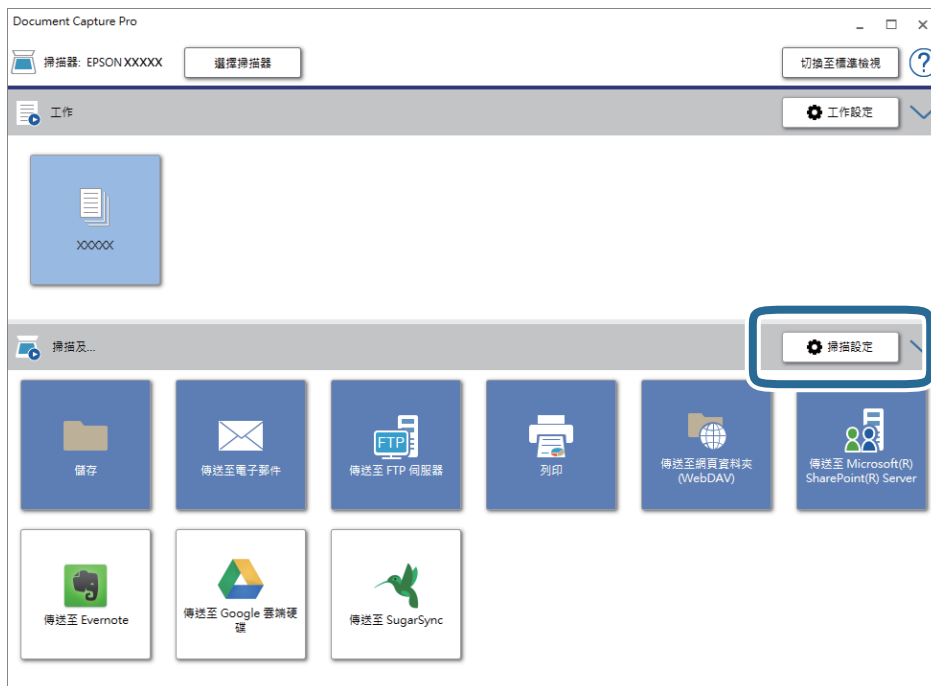 Document Capture Pro
掃描器: EPSON XXXXX
選擇掃描器
切換至標準檢視
?
工作
工作設定
XXXXX
掃描及...
掃描設定
儲存
傳送至電子郵件
FTP
傳送至 FTP 伺服器
列印
傳送至網頁資料夾
(WebDAV)
傳送至 Microsoft(R)
SharePoint(R) Server
傳送至 Evernote
傳送至 Google 雲端硬
碟
傳送至 SugarSync